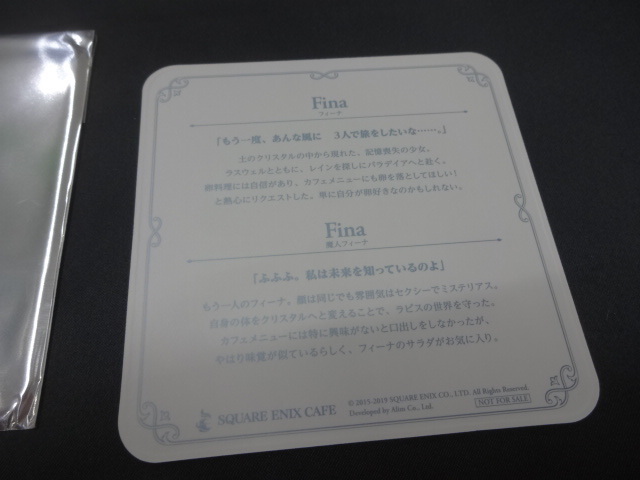 Fina
フィーナ
「もう一度、あんな風に 3人で旅をしたいな……。」
土のクリスタルの中から現れた、記憶喪失の少女。
ラスウェルとともに、レインを探しにパラデイアへと赴く。
卵料理には自信があり、カフェメニューにも卵を落としてほしい！
と熱心にリクエストした。単に自分が卵好きなのかもしれない。
Fina
魔人フィーナ
「ふふふ、私は未来を知っているのよ」
もう一人のフィーナ。顔は同じでも雰囲気はセクシーでミステリアス。
自身の体をクリスタルへと変えることで、ラピスの世界を守った。
カフェメニューには特に興味がないと口出しをしなかったが、
やはり味覚が似ているらしく、フィーナのサラダがお気に入り。
SQUARE ENIX CAFE
© 2015-2019 SQUARE ENIX CO., LTD. All Rights Reserved.
Developed by Alim Co., Ltd.
NOT FOR SALE